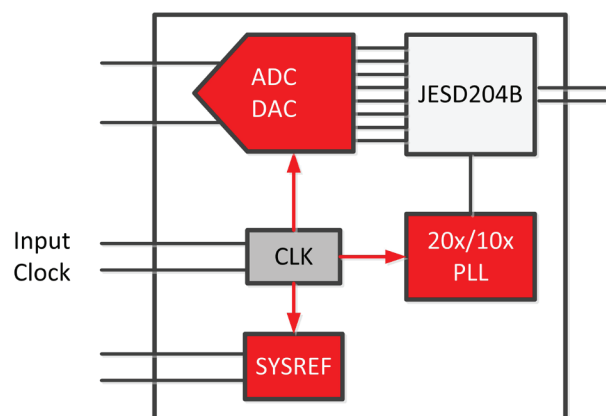 ADC
DAC
JESD204B
Input
Clock
CLK
20x/10x
PLL
SYSREF